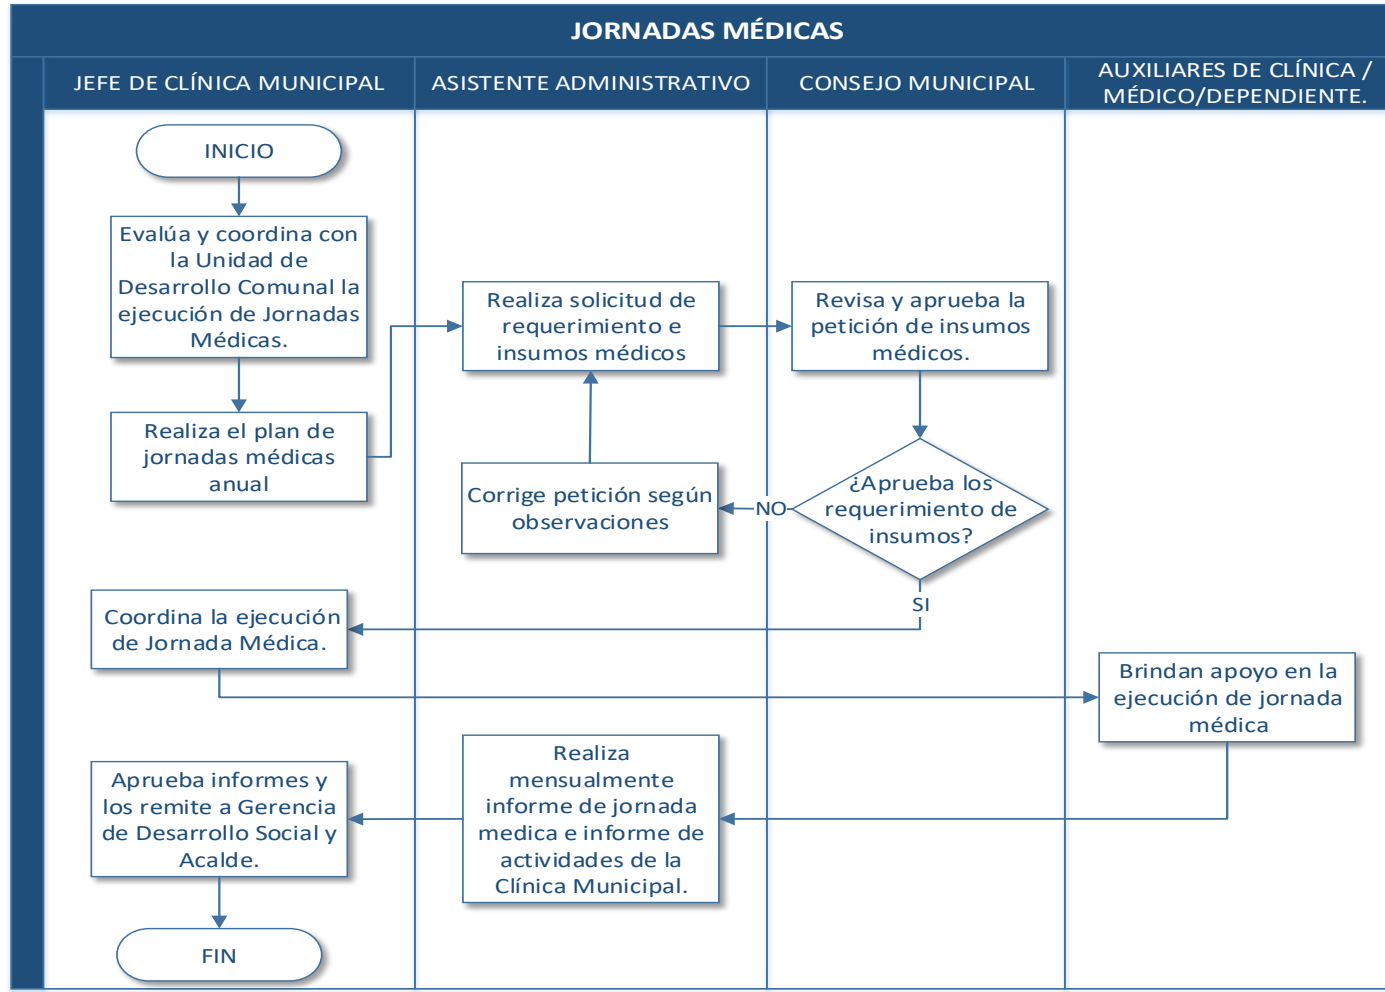 JORNADAS MÉDICAS
JEFE DE CLÍNICA MUNICIPAL
ASISTENTE ADMINISTRATIVO
CONSEJO MUNICIPAL
AUXILIARES DE CLÍNICA /
MÉDICO/DEPENDIENTE.
INICIO
Evalúa y coordina con
la Unidad de
Desarrollo Comunal la
ejecución de Jornadas
Médicas.
Realiza el plan de
jornadas médicas
anual
Realiza solicitud de
requerimiento e
insumos médicos
Revisa y aprueba la
petición de insumos
médicos.
¿Aprueba los
requerimiento de
insumos?
NO
Corrige petición según
observaciones
SI
Coordina la ejecución
de Jornada Médica.
Brindan apoyo en la
ejecución de jornada
médica
Realiza
mensualmente
informe de jornada
medica e informe de
actividades de la
Clínica Municipal.
Aprueba informes y
los remite a Gerencia
de Desarrollo Social y
Acalde.
FIN